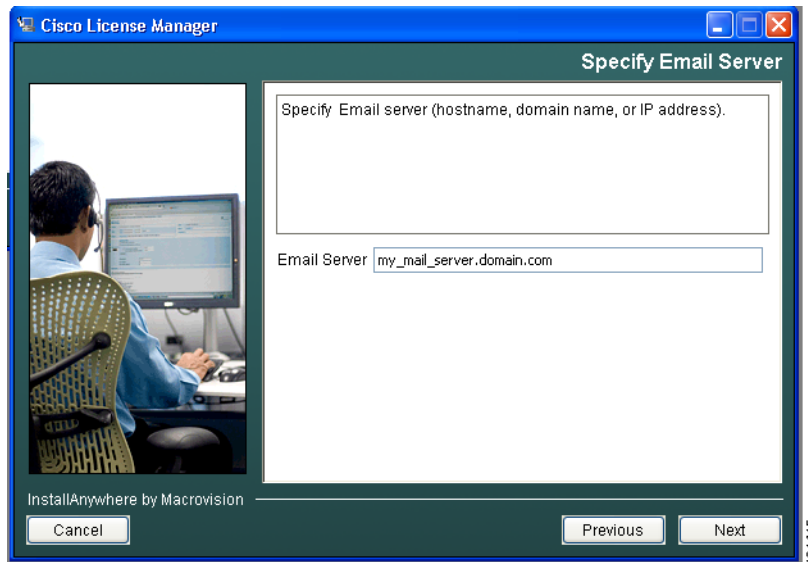 Cisco License Manager
Specify Email Server
Specify Email server (hostname, domain name, or IP address).
Email Server my_mail_server.domain.com
InstallAnywhere by Macrovision
Cancel Previous Next